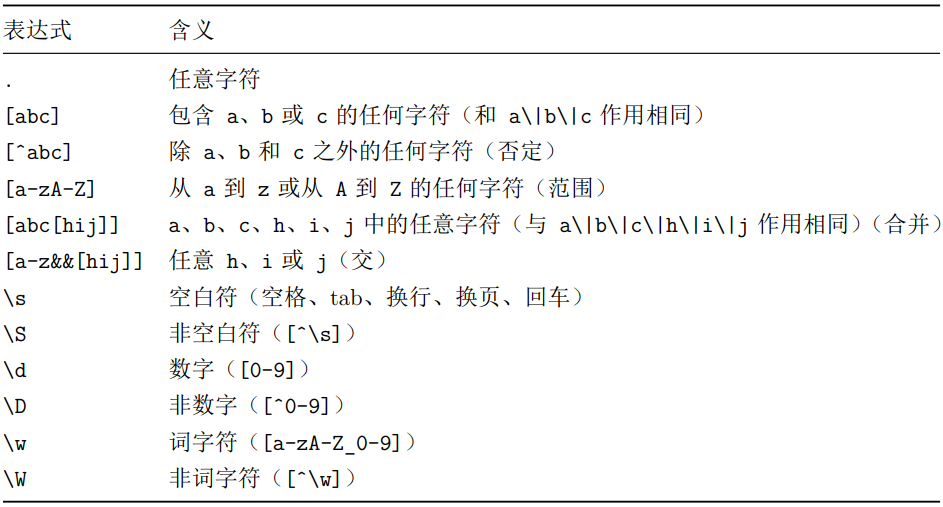 表达式 含义
. 任意字符
[abc] 包含 a、b 或 c 的任何字符（和 a\|b\|c 作用相同）
[^abc] 除 a、b 和 c 之外的任何字符（否定）
[a-zA-Z] 从 a 到 z 或从 A 到 Z 的任何字符（范围）
[abc[hij]] a、b、c、h、i、j 中的任意字符（与 a\|b\|c\|h\|i\|j 作用相同）（合并）
[a-z&&[hij]] 任意 h、i 或 j（交）
\s 空白符（空格、tab、换行、换页、回车）
\S 非空白符（[^\s]）
\d 数字（[0-9]）
\D 非数字（[^0-9]）
\w 词字符（[a-zA-Z_0-9]）
\W 非词字符（[^\w]）